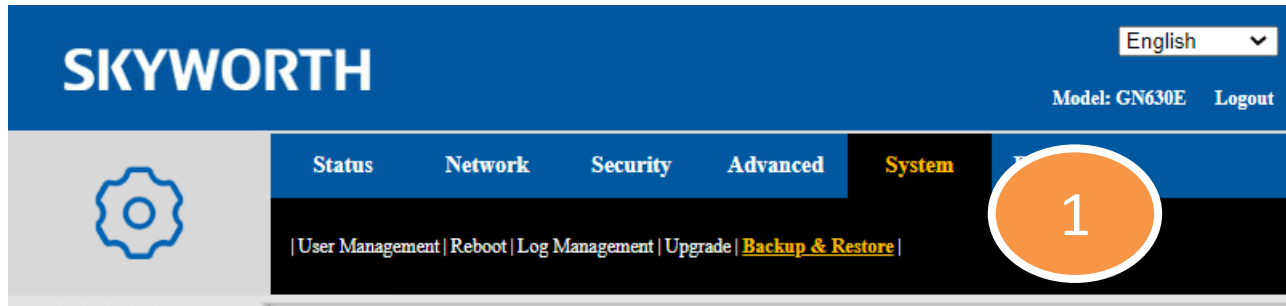 English
SKYWORTH
Model: GN630E Logout
Status Network Security Advanced System
1
|User Management|Reboot|Log Management|Upgrade|Backup & Restore|